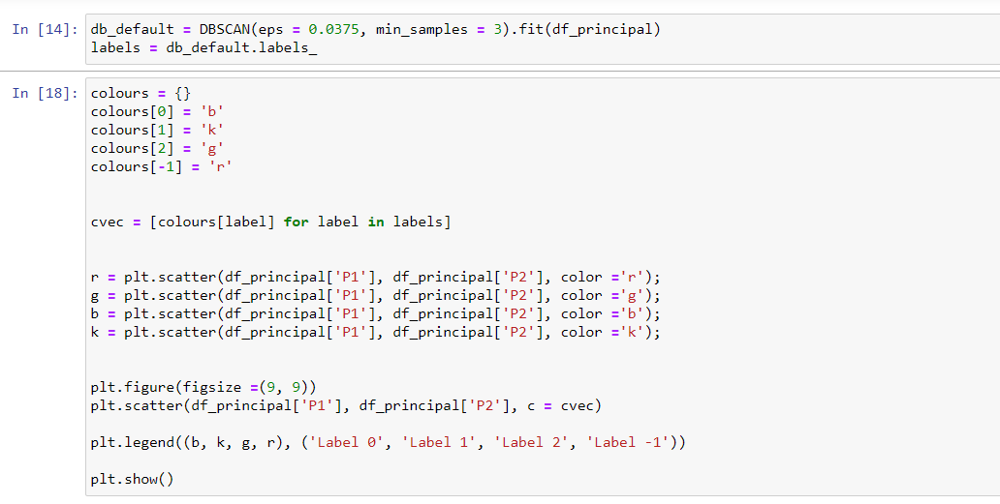 In [14]: db_default = DBSCAN(eps = 0.0375, min_samples = 3).fit(df_principal)
labels = db_default.labels_
In [18]: colours = {}
colours[0] = 'b'
colours[1] = 'k'
colours[2] = 'g'
colours[-1] = 'r'
cvec = [colours[label] for label in labels]
r = plt.scatter(df_principal['P1'], df_principal['P2'], color ='r');
g = plt.scatter(df_principal['P1'], df_principal['P2'], color ='g');
b = plt.scatter(df_principal['P1'], df_principal['P2'], color ='b');
k = plt.scatter(df_principal['P1'], df_principal['P2'], color ='k');
plt.figure(figsize =(9, 9))
plt.scatter(df_principal['P1'], df_principal['P2'], c = cvec)
plt.legend((b, k, g, r), ('Label 0', 'Label 1', 'Label 2', 'Label -1'))
plt.show()